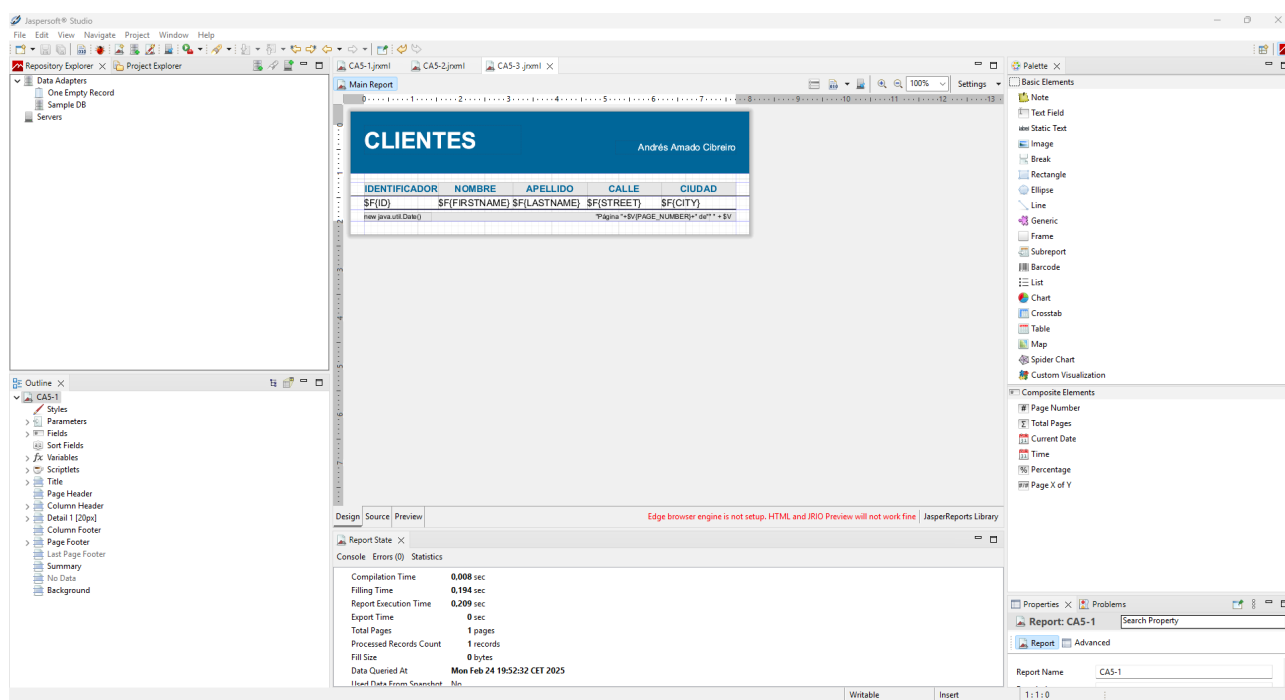 Jaspersoft® Studio
File Edit View Navigate Project Window Help
Repository Explorer Project Explorer
Data Adapters
One Empty Record
Sample DB
Servers
CA5-1.jrxml CA5-2.jrxml CA5-3 .jrxml
Main Report
100% Settings
CLIENTES
Andrés Amado Cibreiro
IDENTIFICADOR NOMBRE APELLIDO CALLE CIUDAD
$F{ID} $F{FIRSTNAME} $F{LASTNAME} $F{STREET} $F{CITY}
new java.util.Date() "Página "+$V{PAGE_NUMBER}+" de"" " + $V
Design Source Preview
Edge browser engine is not setup. HTML and JRIO Preview will not work fine JasperReports Library
Outline
CA5-1
Styles
Parameters
Fields
Sort Fields
Variables
Scriptlets
Title
Page Header
Column Header
Detail 1 [20px]
Column Footer
Page Footer
Last Page Footer
Summary
No Data
Background
Report State
Console Errors (0) Statistics
Compilation Time 0,008 sec
Filling Time 0,194 sec
Report Execution Time 0,209 sec
Export Time 0 sec
Total Pages 1 pages
Processed Records Count 1 records
Fill Size 0 bytes
Data Queried At Mon Feb 24 19:52:32 CET 2025
Used Data From Snapshot No
Palette
Basic Elements
Note
Text Field
Static Text
Image
Break
Rectangle
Ellipse
Line
Generic
Frame
Subreport
Barcode
List
Chart
Crosstab
Table
Map
Spider Chart
Custom Visualization
Composite Elements
Page Number
Total Pages
Current Date
Time
Percentage
Page X of Y
Properties Problems
Report: CA5-1 Search Property
Report Advanced
Report Name CA5-1
Writable Insert 1:1:0